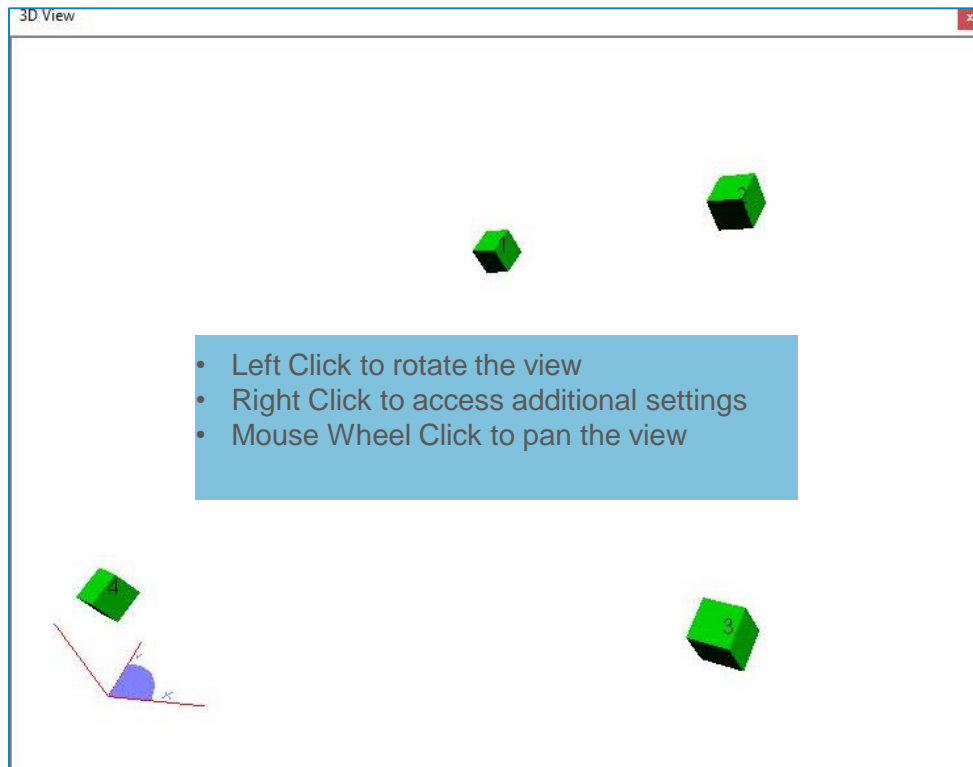 3D View
x
2
1
• Left Click to rotate the view
• Right Click to access additional settings
• Mouse Wheel Click to pan the view
4
3
X